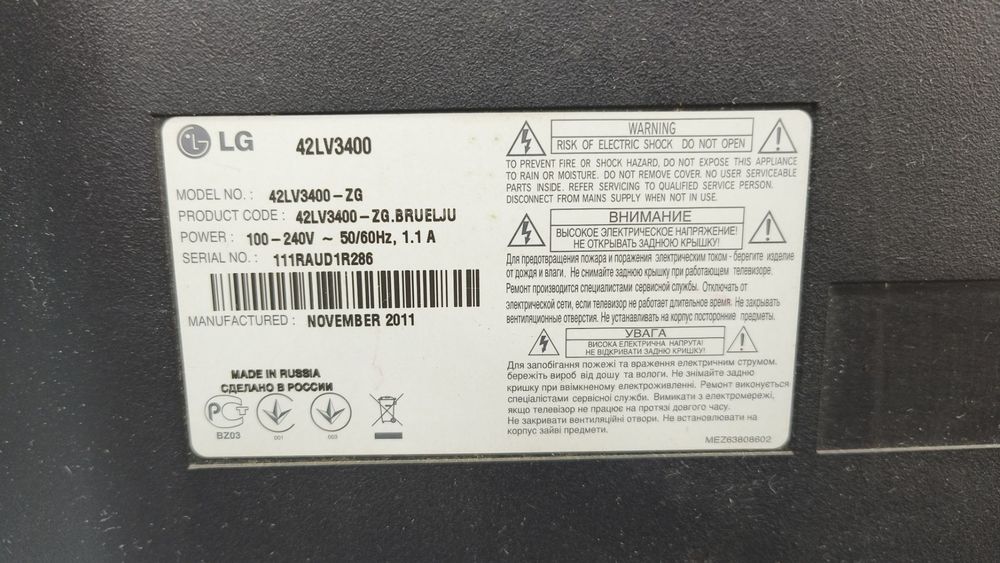 LG 42LV3400
MODEL NO. : 42LV3400-ZG
PRODUCT CODE : 42LV3400-ZG.BRUELJU
POWER : 100-240V ~ 50/60Hz, 1.1 A
SERIAL NO. : 111RAUD1R286
MANUFACTURED : NOVEMBER 2011
MADE IN RUSSIA
СДЕЛАНО В РОССИИ
РСТ
BZ03
001
003
WARNING
RISK OF ELECTRIC SHOCK DO NOT OPEN
TO PREVENT FIRE OR SHOCK HAZARD, DO NOT EXPOSE THIS APPLIANCE
TO RAIN OR MOISTURE. DO NOT REMOVE COVER. NO USER SERVICEABLE
PARTS INSIDE. REFER SERVICING TO QUALIFIED SERVICE PERSON.
DISCONNECT FROM MAINS SUPPLY WHEN NOT IN USE.
ВНИМАНИЕ
ВЫСОКОЕ ЭЛЕКТРИЧЕСКОЕ НАПРЯЖЕНИЕ!
НЕ ОТКРЫВАТЬ ЗАДНЮЮ КРЫШКУ!
Для предотвращения пожара и поражения электрическим током - берегите изделие
от дождя и влаги. Не снимайте заднюю крышку при работающем телевизоре.
Ремонт производится специалистами сервисной службы. Отключать от
электрической сети, если телевизор не работает длительное время. Не закрывать
вентиляционные отверстия. Не устанавливать на корпус посторонние предметы.
УВАГА
ВИСОКА ЕЛЕКТРИЧНА НАПРУГА!
НЕ ВІДКРИВАТИ ЗАДНЮ КРИШКУ!
Для запобігання пожежі та враження електричним струмом.
бережіть виріб від дощу та вологи. Не знімайте задню
кришку при ввімкненому електроживленні. Ремонт виконується
спеціалістами сервісної служби. Вимикати з електромережі,
якщо телевізор не працює на протязі довгого часу.
Не закривати вентиляційні отвори. Не встановлювати на
корпус зайві предмети.
MEZ63808602